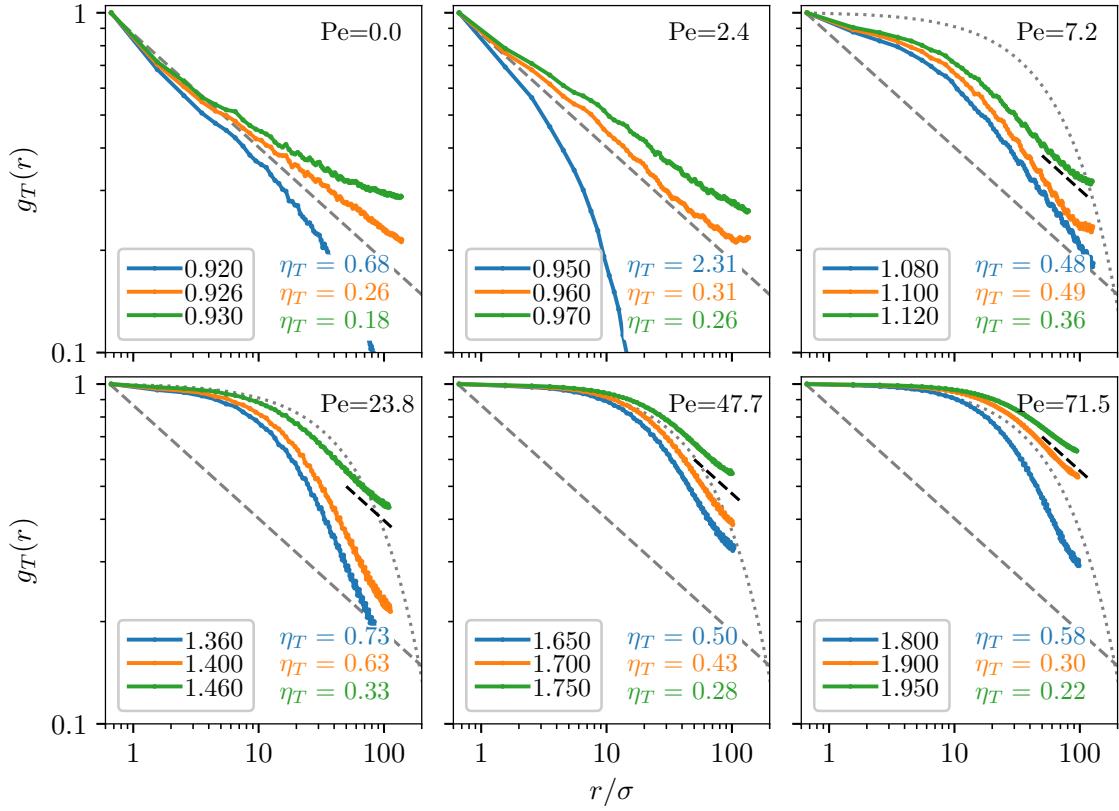 Pe=0.0
Pe=2.4
Pe=7.2
1
g_T(r)
0.920
0.926
0.930
η_T = 0.68
η_T = 0.26
η_T = 0.18
0.950
0.960
0.970
η_T = 2.31
η_T = 0.31
η_T = 0.26
1.080
1.100
1.120
η_T = 0.48
η_T = 0.49
η_T = 0.36
0.1
Pe=23.8
Pe=47.7
Pe=71.5
1
g_T(r)
1.360
1.400
1.460
η_T = 0.73
η_T = 0.63
η_T = 0.33
1.650
1.700
1.750
η_T = 0.50
η_T = 0.43
η_T = 0.28
1.800
1.900
1.950
η_T = 0.58
η_T = 0.30
η_T = 0.22
0.1
1 10 100
1 10 100
1 10 100
r/σ